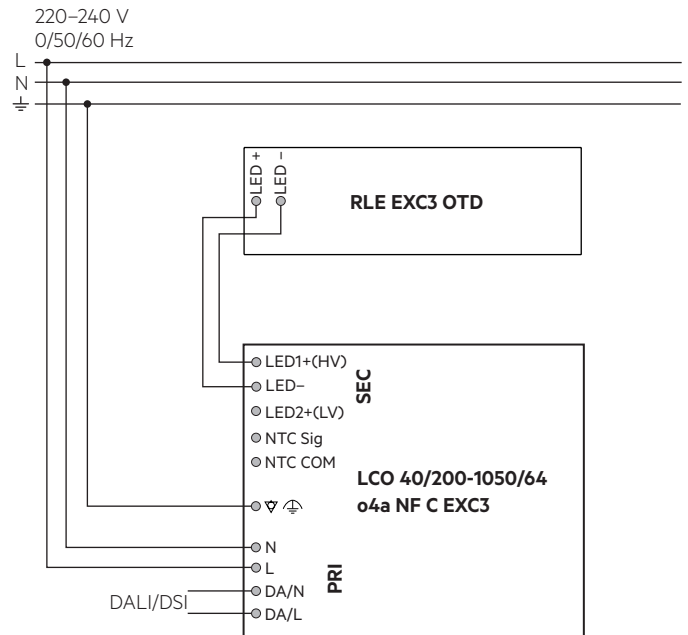 220–240 V
0/50/60 Hz
L
N
LED +
LED –
RLE EXC3 OTD
LED1+(HV)
LED–
SEC
LED2+(LV)
NTC Sig
NTC COM
LCO 40/200-1050/64
o4a NF C EXC3
N
L
PRI
DALI/DSI
DA/N
DA/L